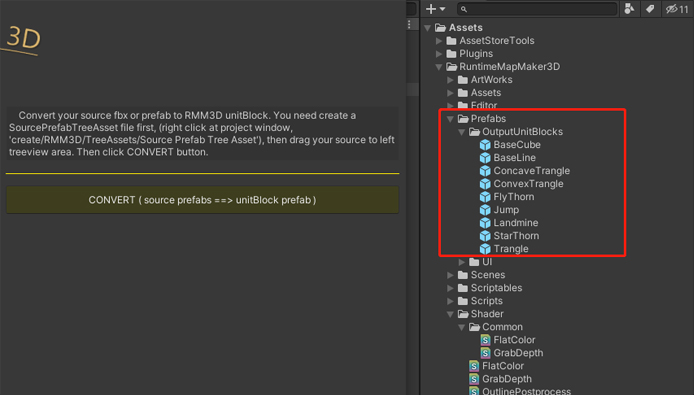 3D
Convert your source fbx or prefab to RMM3D unitBlock. You need create a
SourcePrefabTreeAsset file first, (right click at project window,
'create/RMM3D/TreeAssets/Source Prefab Tree Asset'), then drag your source to left
treeview area. Then click CONVERT button.
CONVERT ( source prefabs ==> unitBlock prefab )
11
Assets
AssetStoreTools
Plugins
RuntimeMapMaker3D
ArtWorks
Assets
Editor
Prefabs
OutputUnitBlocks
BaseCube
BaseLine
ConcaveTrangle
ConvexTrangle
FlyThorn
Jump
Landmine
StarThorn
Trangle
UI
Scenes
Scriptables
Scripts
Shader
Common
FlatColor
GrabDepth
FlatColor
GrabDepth
OutlinePostprocess